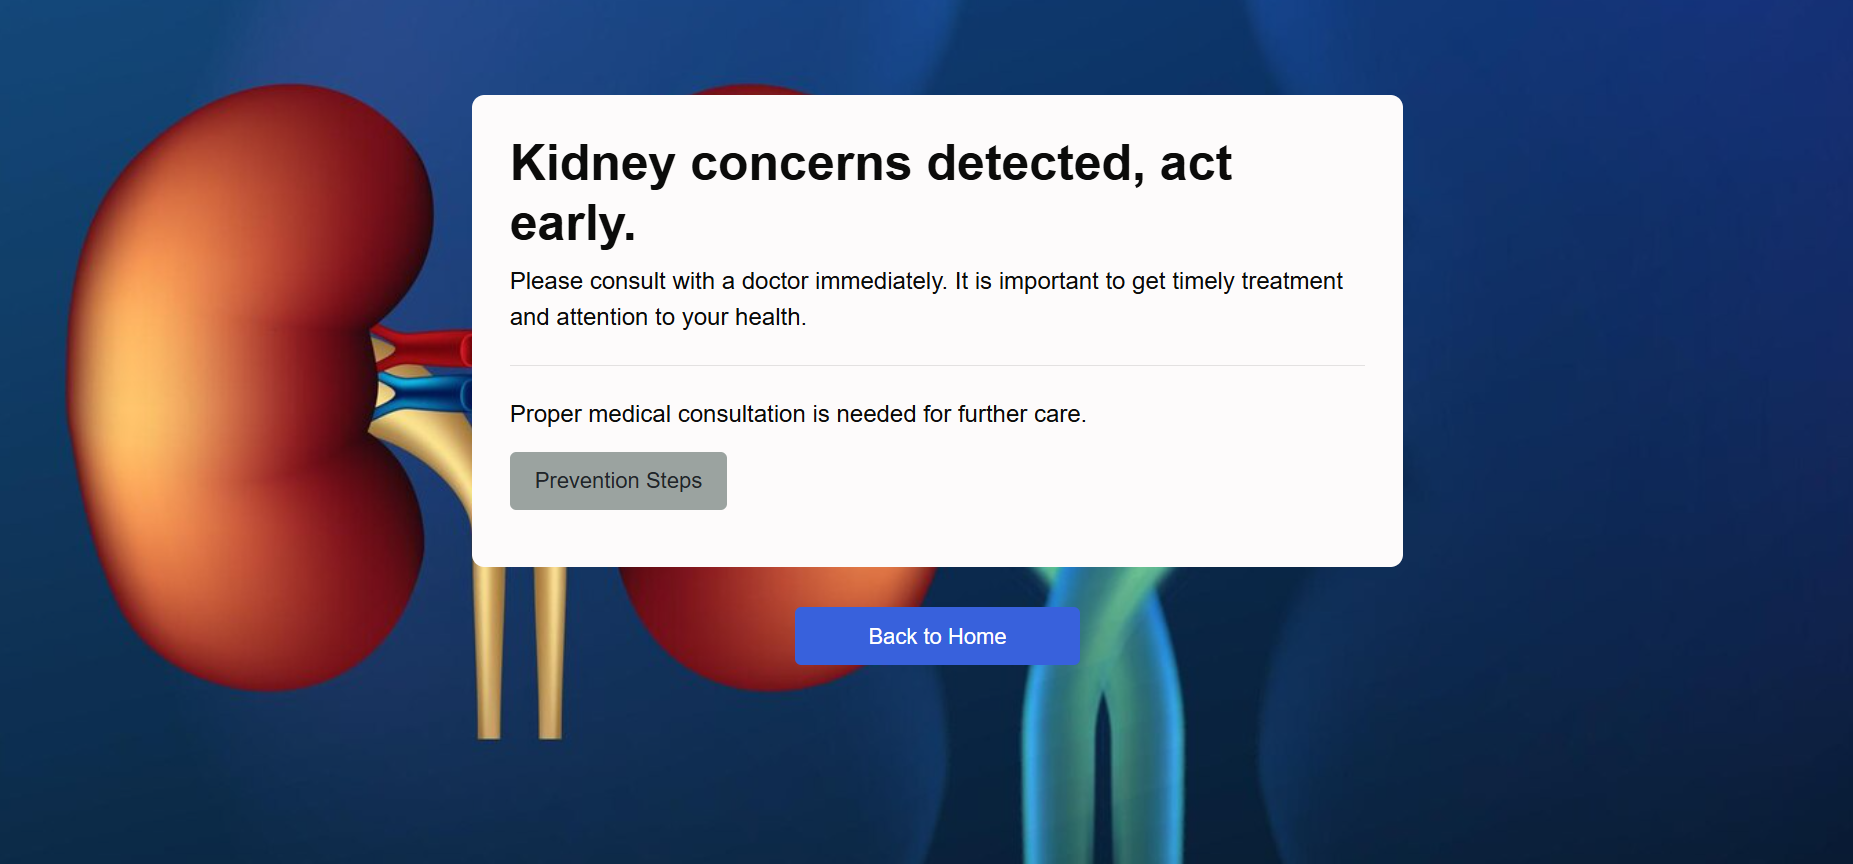 Kidney concerns detected, act
early.
Please consult with a doctor immediately. It is important to get timely treatment
and attention to your health.
Proper medical consultation is needed for further care.
Prevention Steps
Back to Home